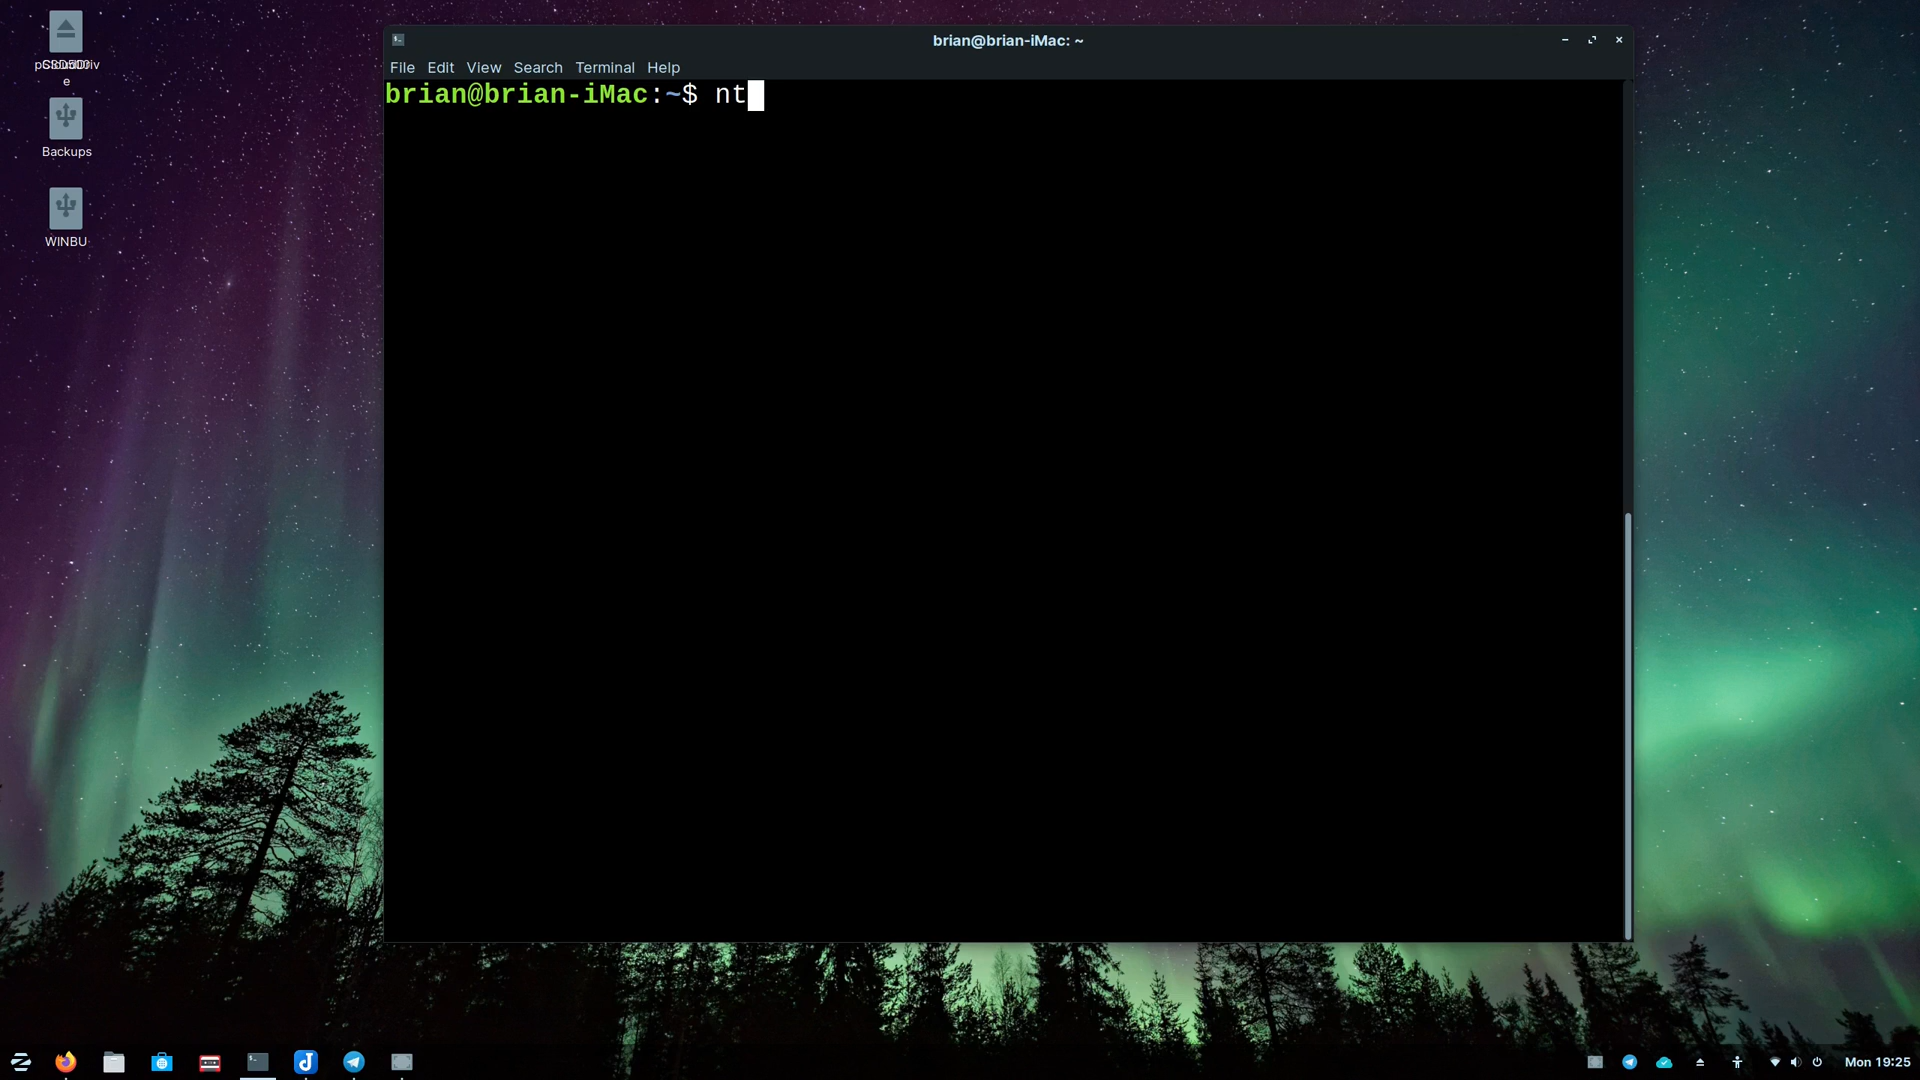 brian@brian-iMac: ~
File Edit View Search Terminal Help
brian@brian-iMac:~$ nt
Backups
WINBU
Mon 19:25